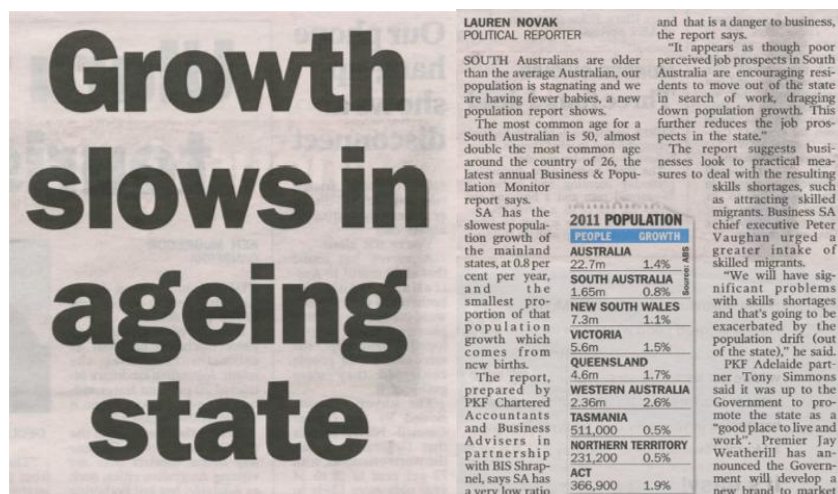 Growth
slows in
ageing
state
LAUREN NOVAK
POLITICAL REPORTER
SOUTH Australians are older
than the average Australian, our
population is stagnating and we
are having fewer babies, a new
population report shows.
The most common age for a
South Australian is 50, almost
double the most common age
around the country of 26, the
latest annual Business & Popu-
lation Monitor
report says.
SA has the
slowest popula-
tion growth of
the mainland
states, at 0.8 per
cent per year,
and the
smallest pro-
portion of that
population
growth which
comes from
new births.
The report,
prepared by
PKF Chartered
Accountants
and Business
Advisers in
partnership
with BIS Shrap-
nel, says SA has
a very low ratio
2011 POPULATION
PEOPLE GROWTH
AUSTRALIA
22.7m 1.4%
SOUTH AUSTRALIA
1.65m 0.8%
NEW SOUTH WALES
7.3m 1.1%
VICTORIA
5.6m 1.5%
QUEENSLAND
4.6m 1.7%
WESTERN AUSTRALIA
2.36m 2.6%
TASMANIA
511,000 0.5%
NORTHERN TERRITORY
231,200 0.5%
ACT
366,900 1.9%
Source: ABS
and that is a danger to business,
the report says.
"It appears as though poor
perceived job prospects in South
Australia are encouraging resi-
dents to move out of the state
in search of work, dragging
down population growth. This
further reduces the job pros-
pects in the state."
The report suggests busi-
nesses look to practical mea-
sures to deal with the resulting
skills shortages, such
as attracting skilled
migrants. Business SA
chief executive Peter
Vaughan urged a
greater intake of
skilled migrants.
"We will have sig-
nificant problems
with skills shortages
and that's going to be
exacerbated by the
population drift (out
of the state)," he said.
PKF Adelaide part-
ner Tony Simmons
said it was up to the
Government to pro-
mote the state as a
"good place to live and
work". Premier Jay
Weatherill has an-
nounced the Govern-
ment will develop a
new brand to market